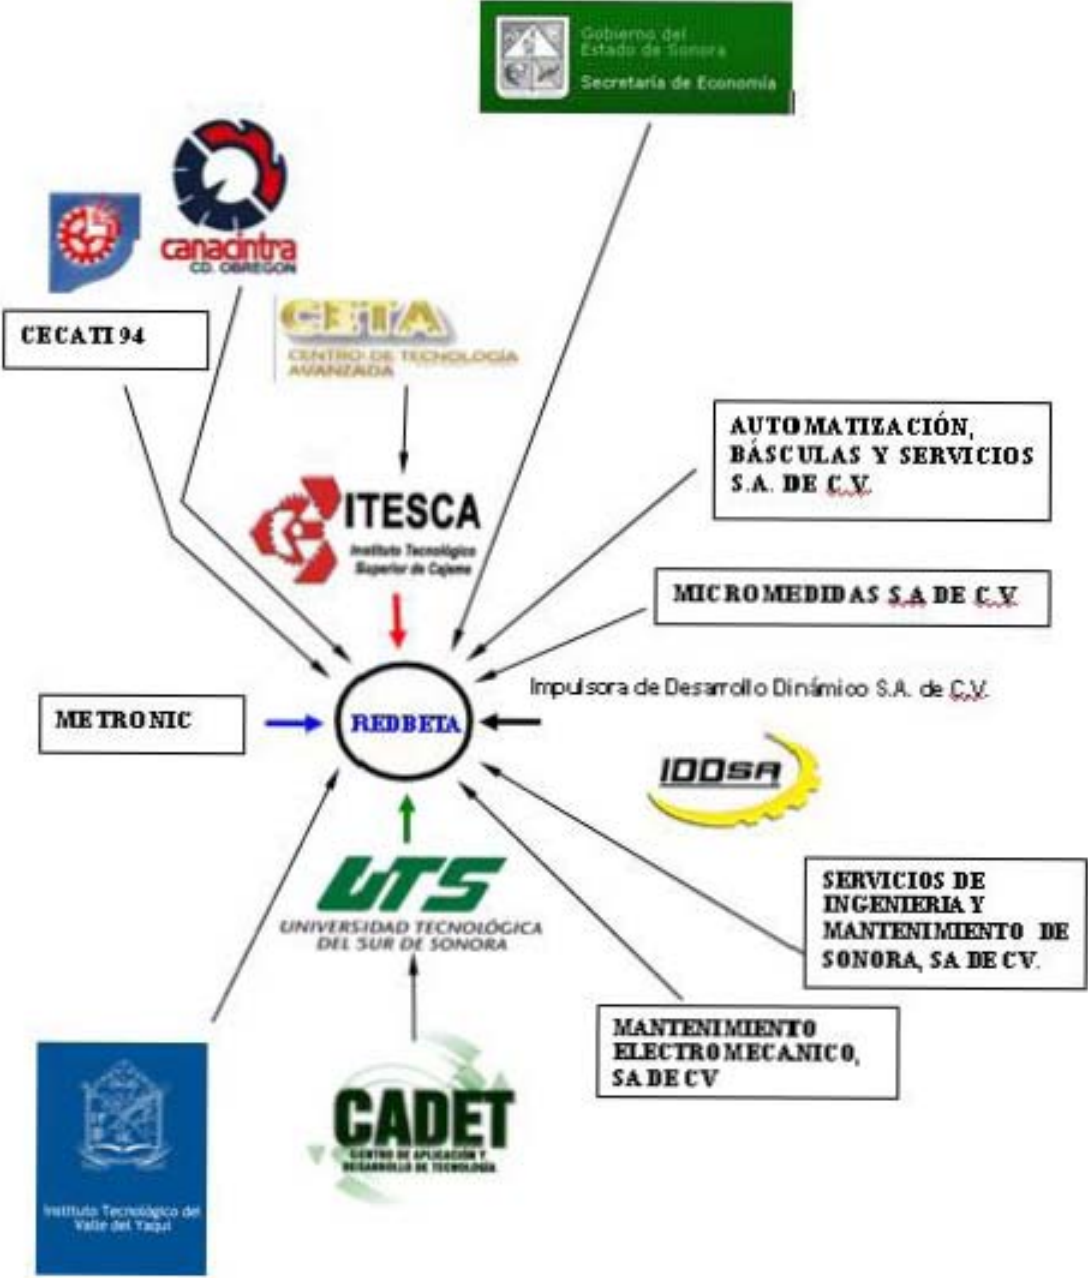 Gobierno del
Estado de Sonora
Secretaría de Economía
canacintra
CD. OBREGON
CECATI 94
CETA
CENTRO DE TECNOLOGÍA
AVANZADA
AUTOMATIZACIÓN,
BÁSCULAS Y SERVICIOS
S.A. DE C.V.
ITESCA
Instituto Tecnológico
Superior de Cajeme
MICROMEDIDAS S.A DE C.V
Impulsora de Desarrollo Dinámico S.A. de C.V.
METRONIC
REDBETA
IDDSA
UTS
UNIVERSIDAD TECNOLÓGICA
DEL SUR DE SONORA
SERVICIOS DE
INGENIERIA Y
MANTENIMIENTO DE
SONORA, SA DE CV.
MANTENIMIENTO
ELECTROMECANICO,
SA DE CV
CADET
CENTRO DE APLICACIÓN Y
DESARROLLO DE TECNOLOGÍA
Instituto Tecnológico del
Valle del Yaqui